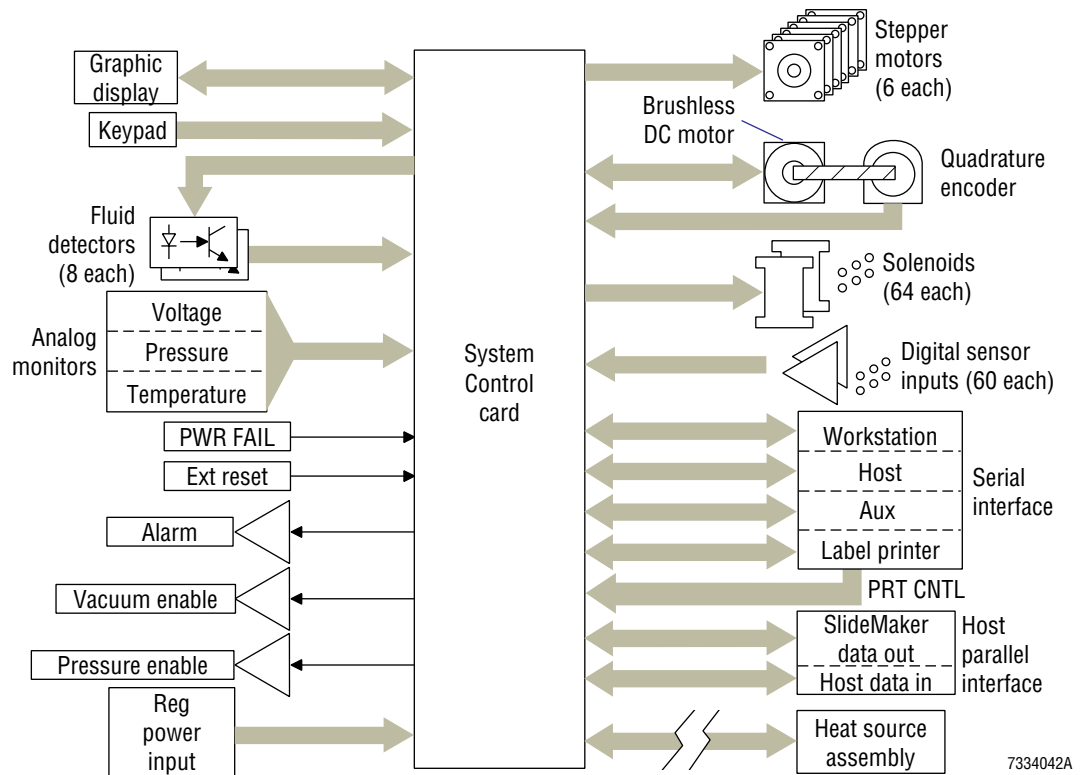 Graphic
display
Keypad
Fluid
detectors
(8 each)
Analog
monitors
Voltage
Pressure
Temperature
PWR FAIL
Ext reset
Alarm
Vacuum enable
Pressure enable
Reg
power
input
System
Control
card
Stepper
motors
(6 each)
Brushless
DC motor
Quadrature
encoder
Solenoids
(64 each)
Digital sensor
inputs (60 each)
Workstation
Host
Aux
Label printer
Serial
interface
PRT CNTL
SlideMaker
data out
Host data in
Host
parallel
interface
Heat source
assembly
7334042A